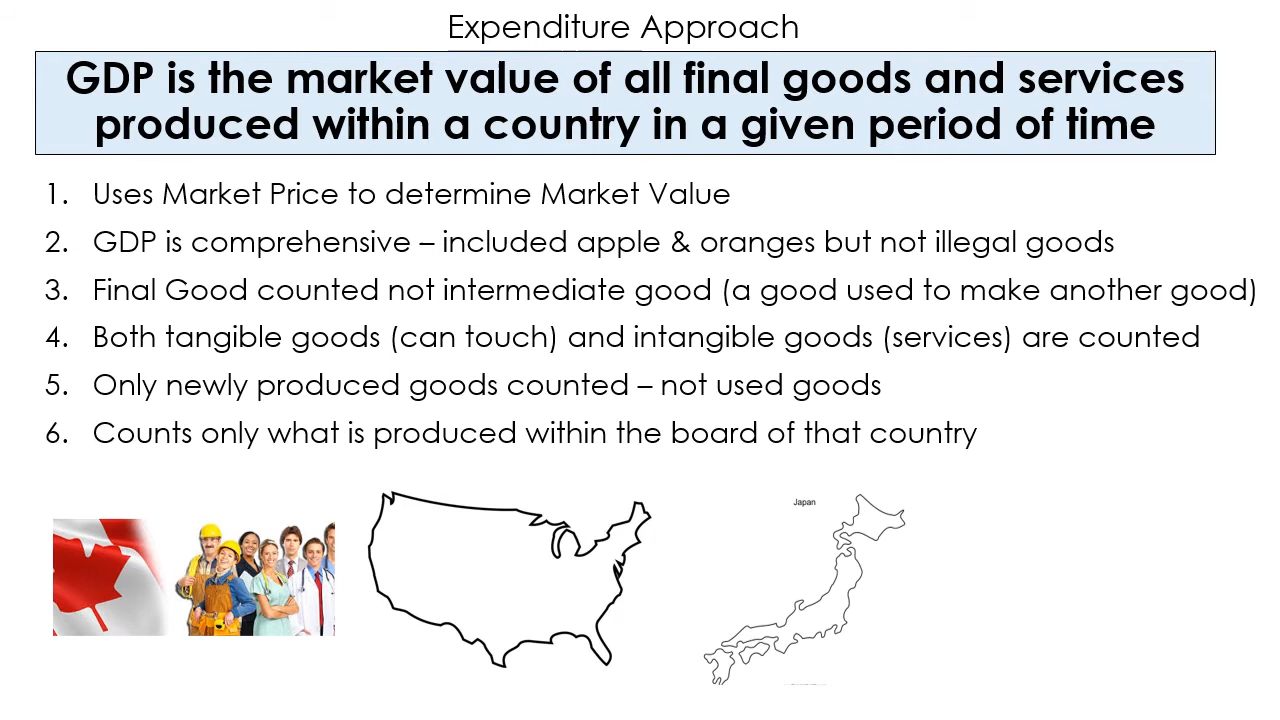 Expenditure Approach
GDP is the market value of all final goods and services
produced within a country in a given period of time
1. Uses Market Price to determine Market Value
2. GDP is comprehensive – included apple & oranges but not illegal goods
3. Final Good counted not intermediate good (a good used to make another good)
4. Both tangible goods (can touch) and intangible goods (services) are counted
5. Only newly produced goods counted – not used goods
6. Counts only what is produced within the board of that country
Japan